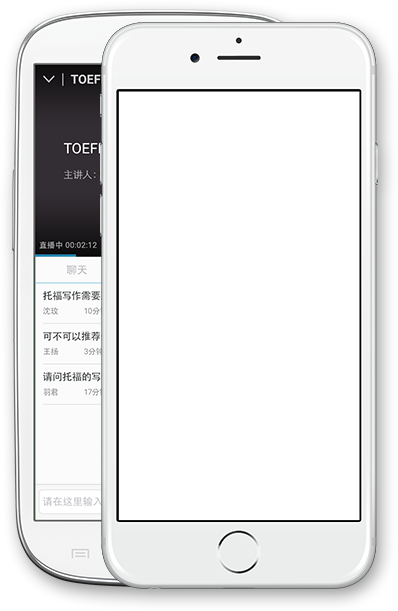 TOEF
TOEF
主讲人:
直播中 00:02:12
聊天
托福写作需要
沈玟 10分
可不可以推荐
王扬 3分钟
请问托福的写
羽君 17分
请在这里输入